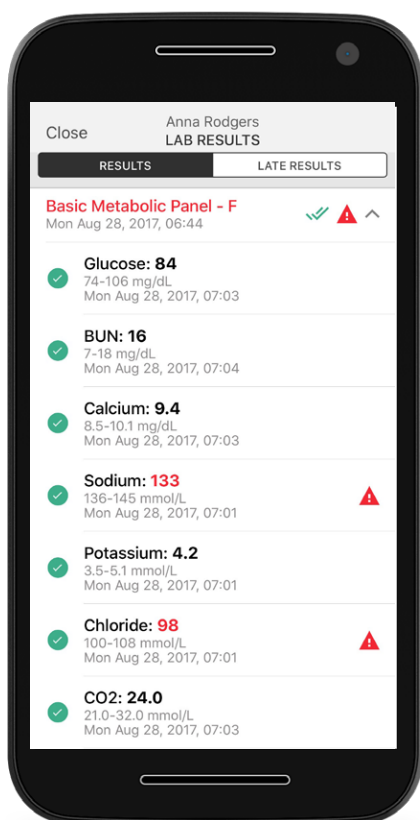 Close
Anna Rodgers
LAB RESULTS
RESULTS
LATE RESULTS
Basic Metabolic Panel - F
Mon Aug 28, 2017, 06:44
Glucose: 84
74-106 mg/dL
Mon Aug 28, 2017, 07:03
BUN: 16
7-18 mg/dL
Mon Aug 28, 2017, 07:04
Calcium: 9.4
8.5-10.1 mg/dL
Mon Aug 28, 2017, 07:03
Sodium: 133
136-145 mmol/L
Mon Aug 28, 2017, 07:01
Potassium: 4.2
3.5-5.1 mmol/L
Mon Aug 28, 2017, 07:01
Chloride: 98
100-108 mmol/L
Mon Aug 28, 2017, 07:01
CO2: 24.0
21.0-32.0 mmol/L
Mon Aug 28, 2017, 07:03